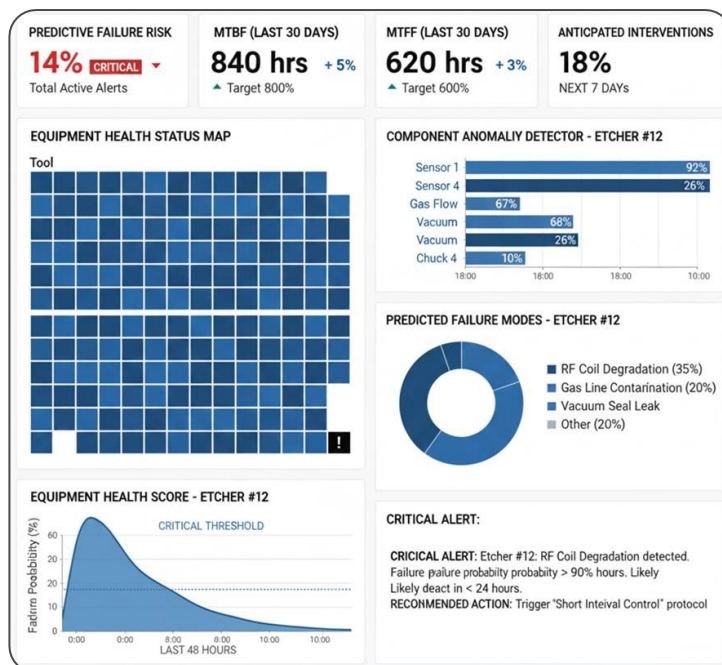 PREDICTIVE FAILURE RISK
14% CRITICAL
Total Active Alerts
MTBF (LAST 30 DAYS)
840 hrs + 5%
Target 800%
MTFF (LAST 30 DAYS)
620 hrs + 3%
Target 600%
ANTICPATED INTERVENTIONS
18%
NEXT 7 DAYs
EQUIPMENT HEALTH STATUS MAP
Tool
!
COMPONENT ANOMALIY DETECTOR - ETCHER #12
Sensor 1 92%
Sensor 4 26%
Gas Flow 67%
Vacuum 68%
Vacuum 26%
Chuck 4 10%
18:00 18:00 18:00 10:00
PREDICTED FAILURE MODES - ETCHER #12
RF Coil Degradation (35%)
Gas Line Contarination (20%)
Vacuum Seal Leak
Other (20%)
EQUIPMENT HEALTH SCORE - ETCHER #12
CRITICAL THRESHOLD
60
20
20
10
0
0:00 0:00 8:00 8:00 10:00 10:00
LAST 48 HOURS
CRITICAL ALERT:
CRICICAL ALERT: Etcher #12: RF Coil Degradation detected.
Failure paiłure probabiity probabity > 90% hours. Likely
Likely deact in < 24 hours.
RECONMENDED ACTION: Trigger "Short Inteival Control" protocol